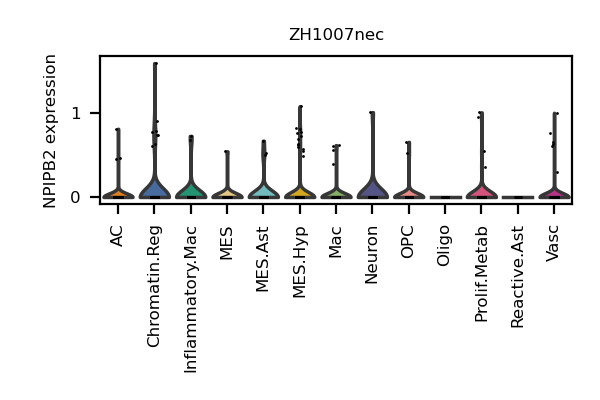 ZH1007nec
NPIPB2 expression
1
0
AC
Chromatin.Reg
Inflammatory.Mac
MES
MES.Ast
MES.Hyp
Mac
Neuron
OPC
Oligo
Prolif.Metab
Reactive.Ast
Vasc